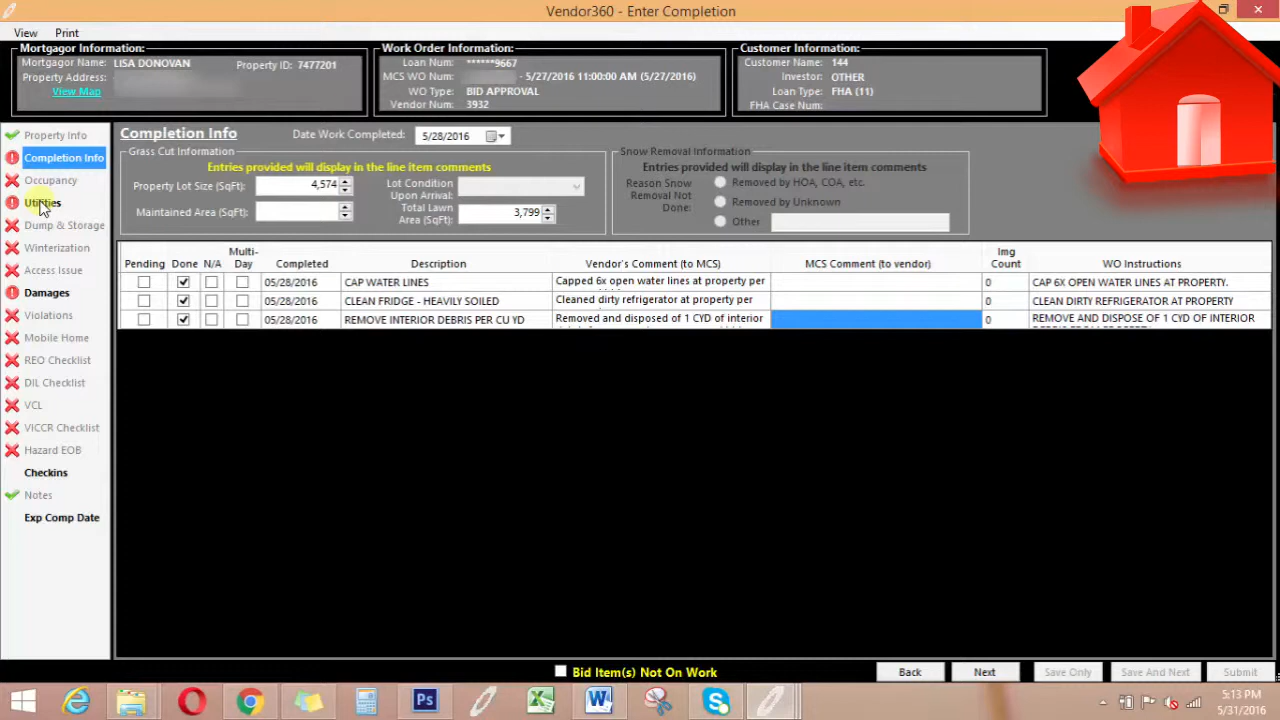 Vendor360 - Enter Completion
View Print
Mortgagor Information:
Mortgagor Name: LISA DONOVAN Property ID: 7477201
Property Address:
View Map
Work Order Information:
Loan Num: ******9667
MCS WO Num: - 5/27/2016 11:00:00 AM (5/27/2016)
WO Type: BID APPROVAL
Vendor Num: 3932
Customer Information:
Customer Name: 144
Investor: OTHER
Loan Type: FHA (11)
FHA Case Num:
Property Info
Completion Info
Occupancy
Utilities
Dump & Storage
Winterization
Access Issue
Damages
Violations
Mobile Home
REO Checklist
DIL Checklist
VCL
VICCR Checklist
Hazard EOB
Checkins
Notes
Exp Comp Date
Completion Info Date Work Completed: 5/28/2016
Grass Cut Information
Entries provided will display in the line item comments
Property Lot Size (SqFt): 4,574
Maintained Area (SqFt):
Lot Condition
Upon Arrival:
Total Lawn
Area (SqFt): 3,799
Snow Removal Information
Entries provided will display in the line item comments
Reason Snow
Removal Not
Done:
Removed by HOA, COA, etc.
Removed by Unknown
Other
Pending Done N/A Multi-
Day Completed Description Vendor's Comment (to MCS) MCS Comment (to vendor) Img
Count WO Instructions
05/28/2016 CAP WATER LINES Capped 6x open water lines at property per 0 CAP 6X OPEN WATER LINES AT PROPERTY.
05/28/2016 CLEAN FRIDGE - HEAVILY SOILED Cleaned dirty refrigerator at property per 0 CLEAN DIRTY REFRIGERATOR AT PROPERTY
05/28/2016 REMOVE INTERIOR DEBRIS PER CU YD Removed and disposed of 1 CYD of interior 0 REMOVE AND DISPOSE OF 1 CYD OF INTERIOR
Bid Item(s) Not On Work
Back Next Save Only Save And Next Submit
Ps
5:13 PM
5/31/2016